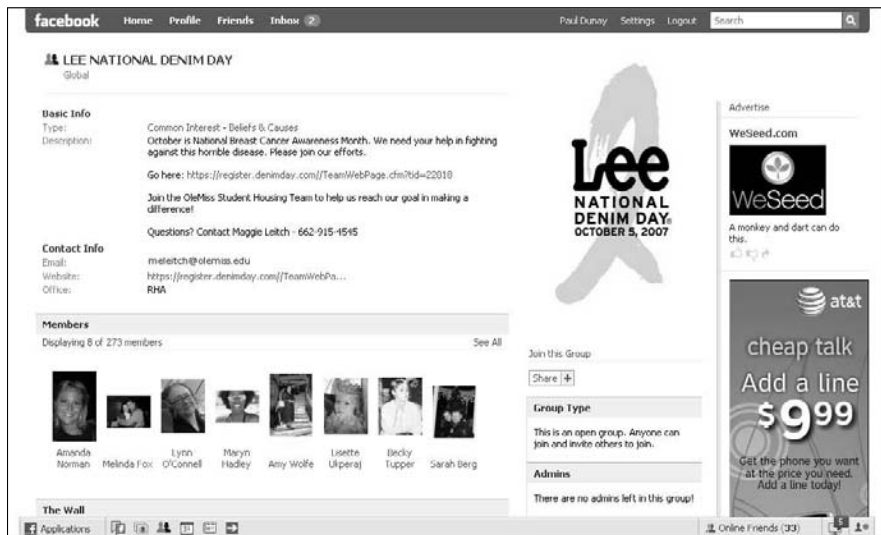 facebook Home Profile Friends Inbox 2 Paul Dunay Settings Logout Search
LEE NATIONAL DENIM DAY
Global
Basic Info
Type: Common Interest - Beliefs & Causes
Description: October is National Breast Cancer Awareness Month. We need your help in fighting
against this horrible disease. Please join our efforts.
Go here: https://register.denimday.com//TeamWebPage.cfm?tid=22010
Join the OleMiss Student Housing Team to help us reach our goal in making a
difference!
Questions? Contact Maggie Leitch - 662-915-4545
Contact Info
Email: meleitch@olemiss.edu
Website: https://register.denimday.com//TeamWebPa...
Office: RHA
Members
Displaying 8 of 273 members See All
Amanda
Norman
Melinda Fox
Lynn
O'Connell
Maryn
Hadley
Amy Wolfe
Lisette
Ukperaj
Becky
Tupper
Sarah Berg
The Wall
Lee
NATIONAL
DENIM DAY®
OCTOBER 5, 2007
Join this Group
Share +
Group Type
This is an open group. Anyone can
join and invite others to join.
Admins
There are no admins left in this group!
Advertise
WeSeed.com
WeSeed
A monkey and dart can do
this.
at&t
cheap talk
Add a line
$9.99
Get the phone you want
at the price you need.
Add a line today!
Applications
31
Online Friends (33)
5